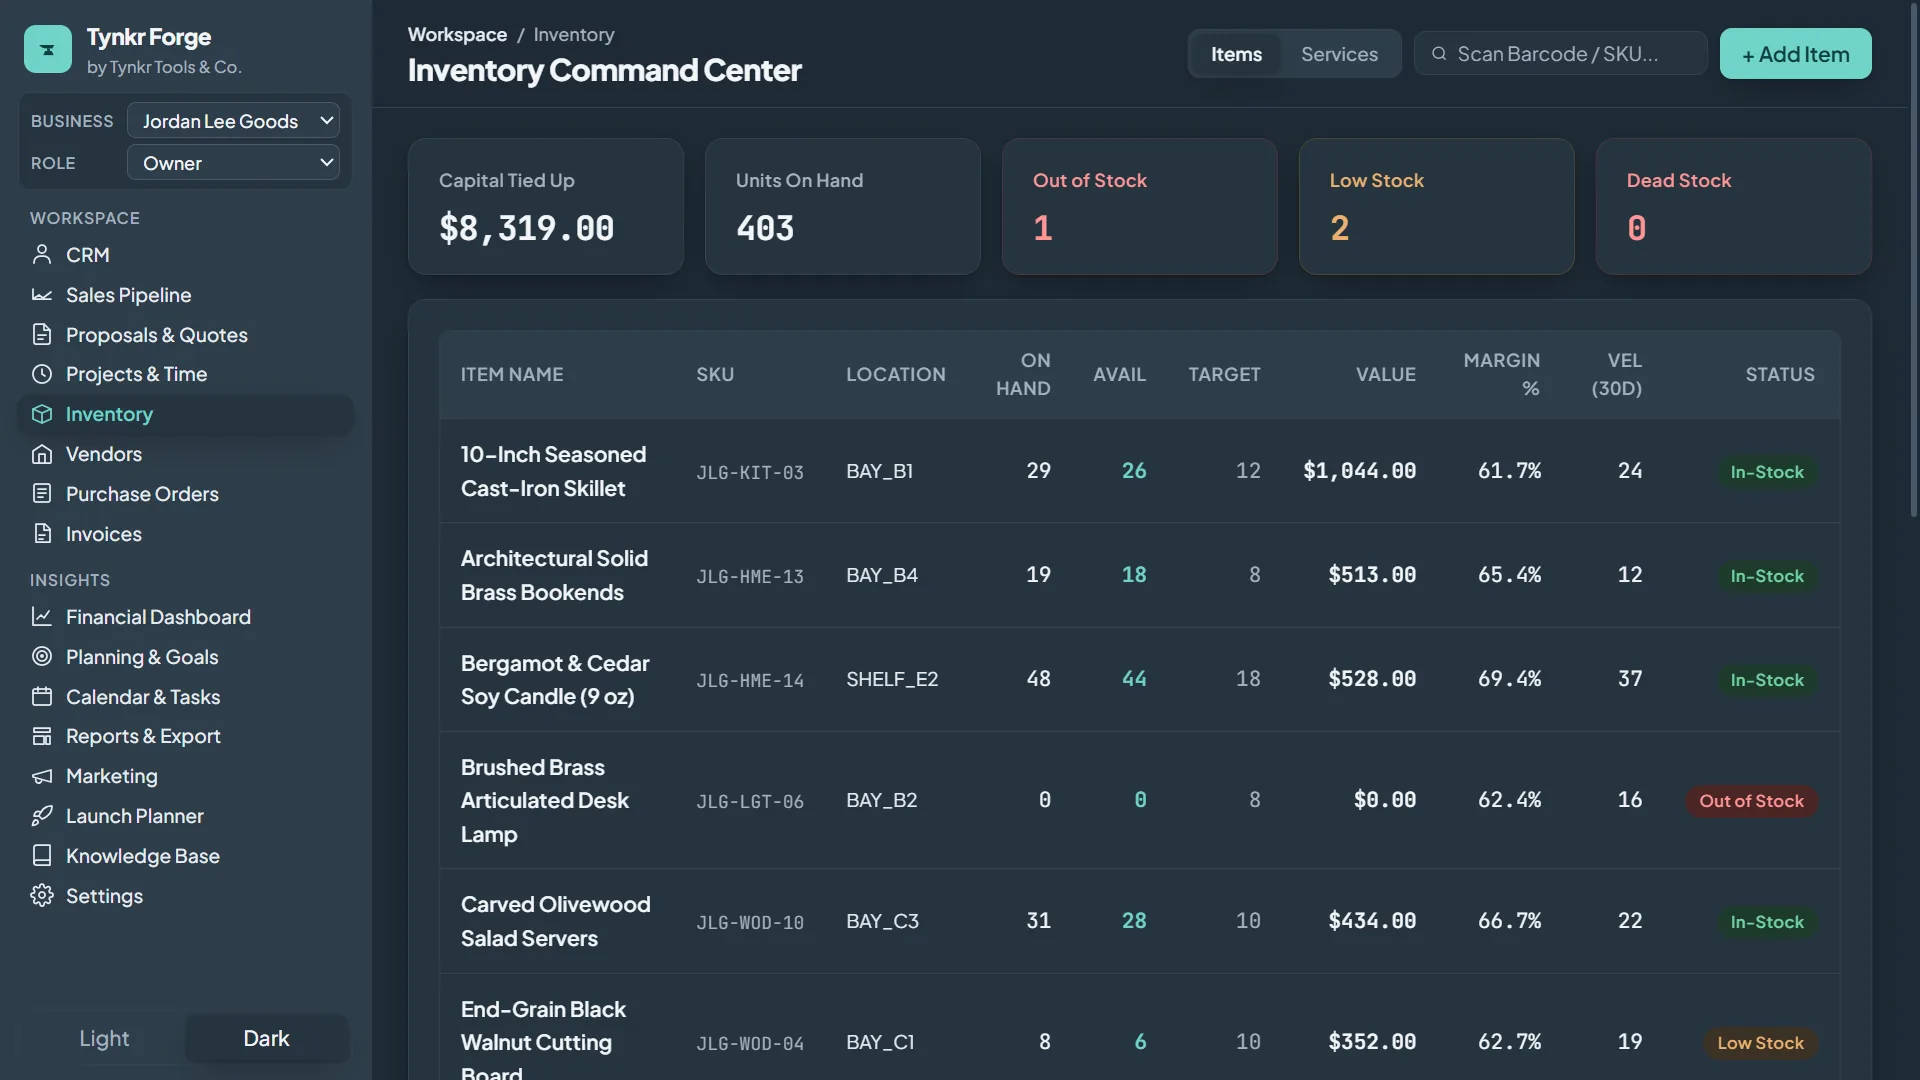 Tynkr Forge
by Tynkr Tools & Co.
BUSINESS
Jordan Lee Goods
ROLE
Owner
WORKSPACE
CRM
Sales Pipeline
Proposals & Quotes
Projects & Time
Inventory
Vendors
Purchase Orders
Invoices
INSIGHTS
Financial Dashboard
Planning & Goals
Calendar & Tasks
Reports & Export
Marketing
Launch Planner
Knowledge Base
Settings
Light
Dark
Workspace / Inventory
Inventory Command Center
Items
Services
Scan Barcode / SKU...
+ Add Item
Capital Tied Up
$8,319.00
Units On Hand
403
Out of Stock
1
Low Stock
2
Dead Stock
0
ITEM NAME SKU LOCATION ON HAND AVAIL TARGET VALUE MARGIN % VEL (30D) STATUS
10-Inch Seasoned
Cast-Iron Skillet
JLG-KIT-03 BAY_B1 29 26 12 $1,044.00 61.7% 24 In-Stock
Architectural Solid
Brass Bookends
JLG-HME-13 BAY_B4 19 18 8 $513.00 65.4% 12 In-Stock
Bergamot & Cedar
Soy Candle (9 oz)
JLG-HME-14 SHELF_E2 48 44 18 $528.00 69.4% 37 In-Stock
Brushed Brass
Articulated Desk
Lamp
JLG-LGT-06 BAY_B2 0 0 8 $0.00 62.4% 16 Out of Stock
Carved Olivewood
Salad Servers
JLG-WOD-10 BAY_C3 31 28 10 $434.00 66.7% 22 In-Stock
End-Grain Black
Walnut Cutting
Board
JLG-WOD-04 BAY_C1 8 6 10 $352.00 62.7% 19 Low Stock